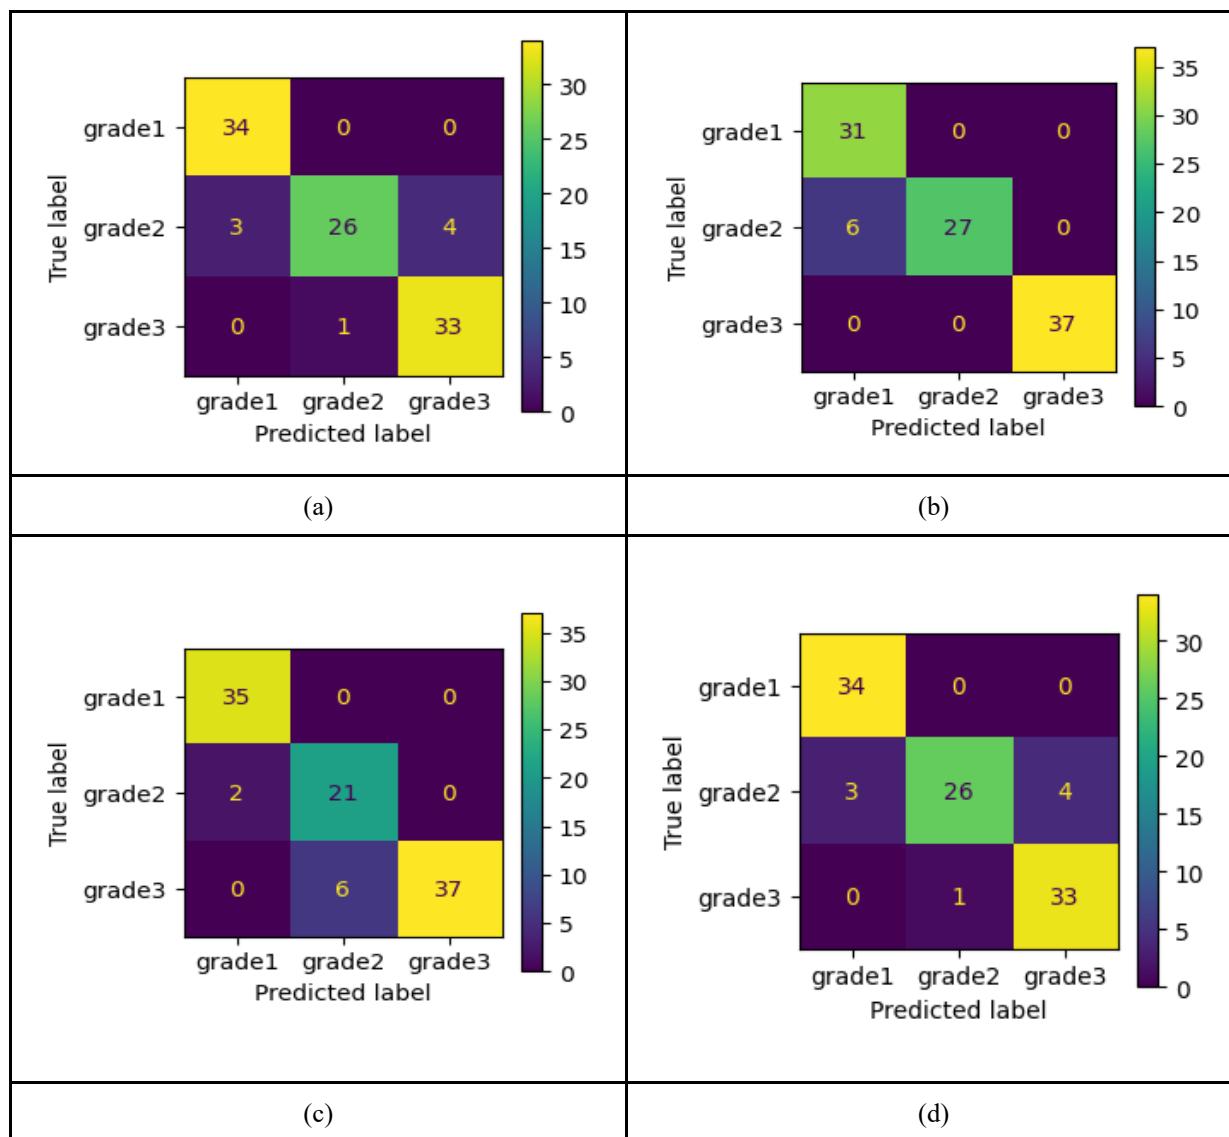 30
grade1
34
0
0
25
20
True label
grade2
3
26
4
15
10
grade3
0
1
33
5
0
grade1 grade2 grade3
Predicted label
35
grade1
31
0
0
30
25
True label
grade2
6
27
0
20
15
grade3
0
0
37
10
5
0
grade1 grade2 grade3
Predicted label
(a)
(b)
35
grade1
35
0
0
30
25
True label
grade2
2
21
0
20
15
grade3
0
6
37
10
5
0
grade1 grade2 grade3
Predicted label
30
grade1
34
0
0
25
20
True label
grade2
3
26
4
15
10
grade3
0
1
33
5
0
grade1 grade2 grade3
Predicted label
(c)
(d)